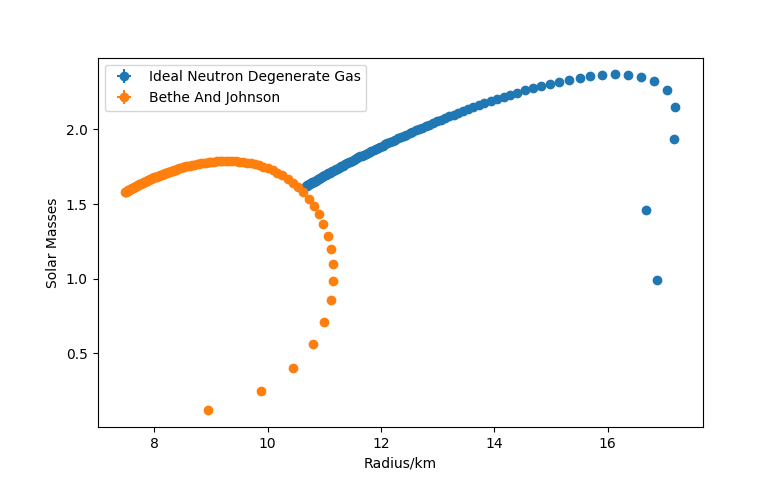 Ideal Neutron Degenerate Gas
Bethe And Johnson
Solar Masses
2.0
1.5
1.0
0.5
8
10
12
14
16
Radius/km